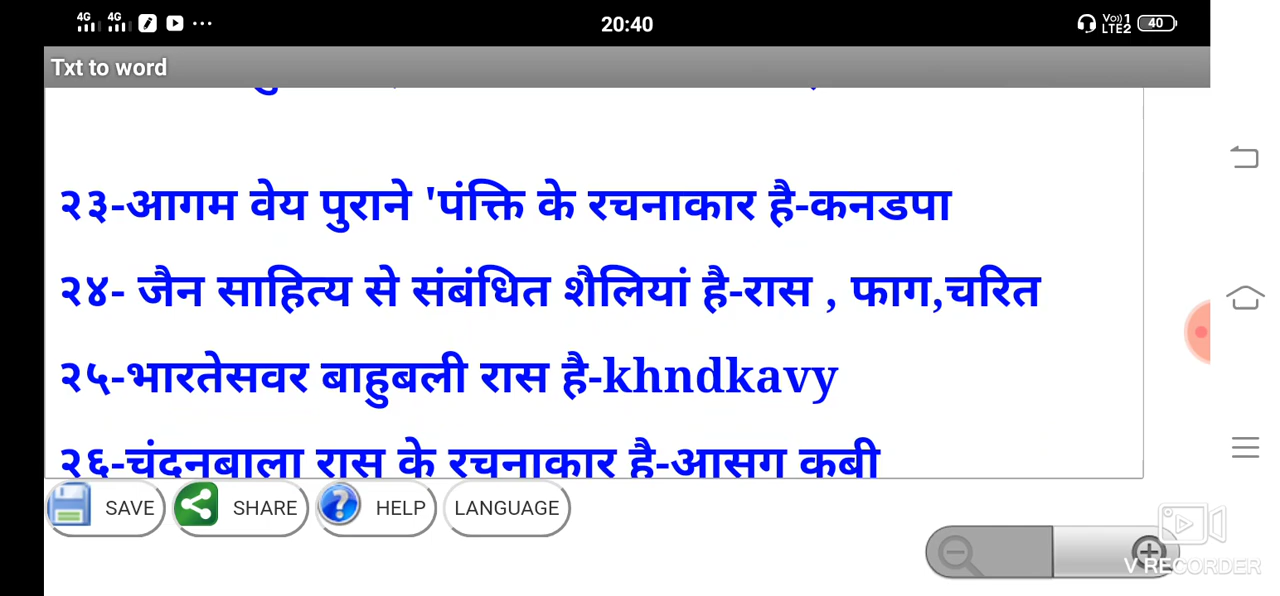 4G 4G 20:40 Vo)) 1 LTE2 40
Txt to word
२३-आगम वेय पुराने 'पंक्ति के रचनाकार है-कनडपा
२४- जैन साहित्य से संबंधित शैलियां है-रास , फाग,चरित
२५-भारतेसवर बाहुबली रास है-khndkavy
२६-चंदनबाला रास के रचनाकार है-आसग कबी
SAVE SHARE HELP LANGUAGE
V RECORDER